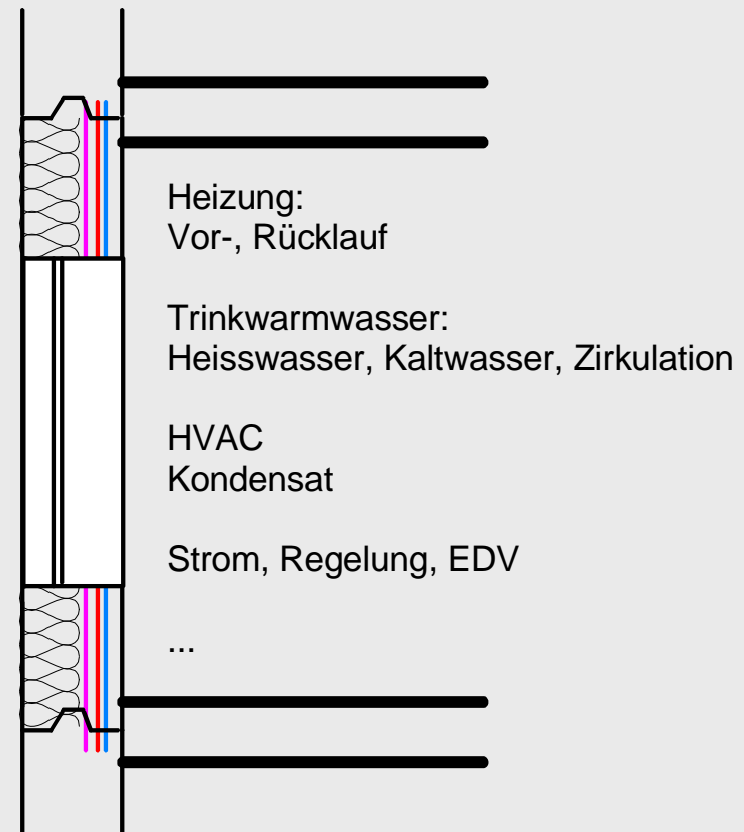 Heizung:
Vor-, Rücklauf
Trinkwarmwasser:
Heisswasser, Kaltwasser, Zirkulation
HVAC
Kondensat
Strom, Regelung, EDV
...